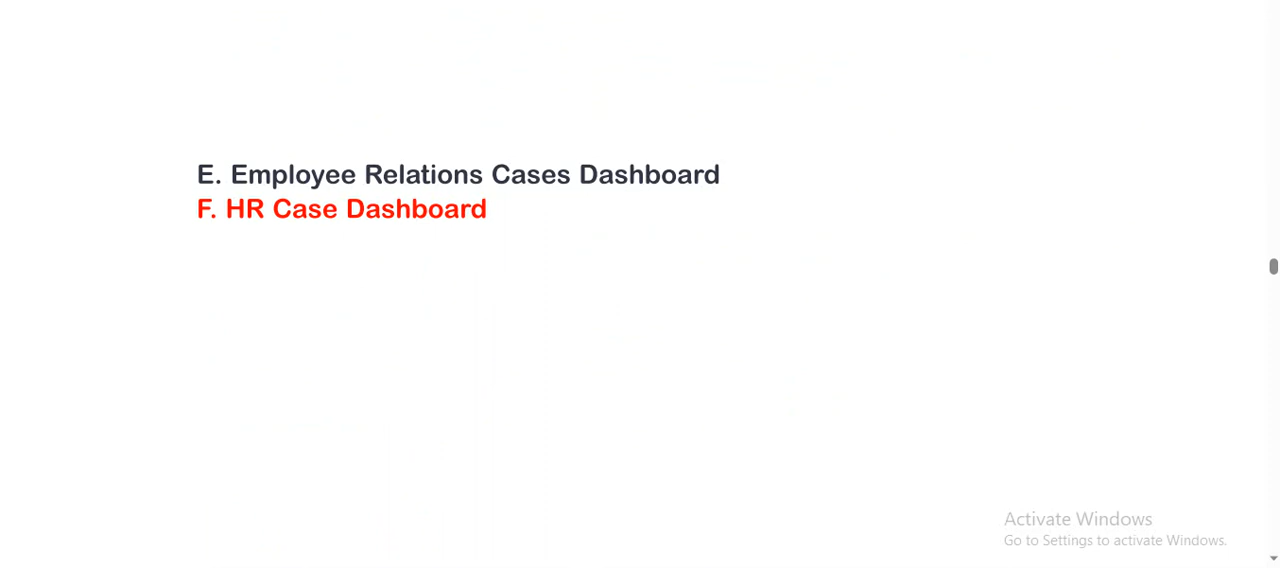 E. Employee Relations Cases Dashboard
F. HR Case Dashboard
Activate Windows
Go to Settings to activate Windows.